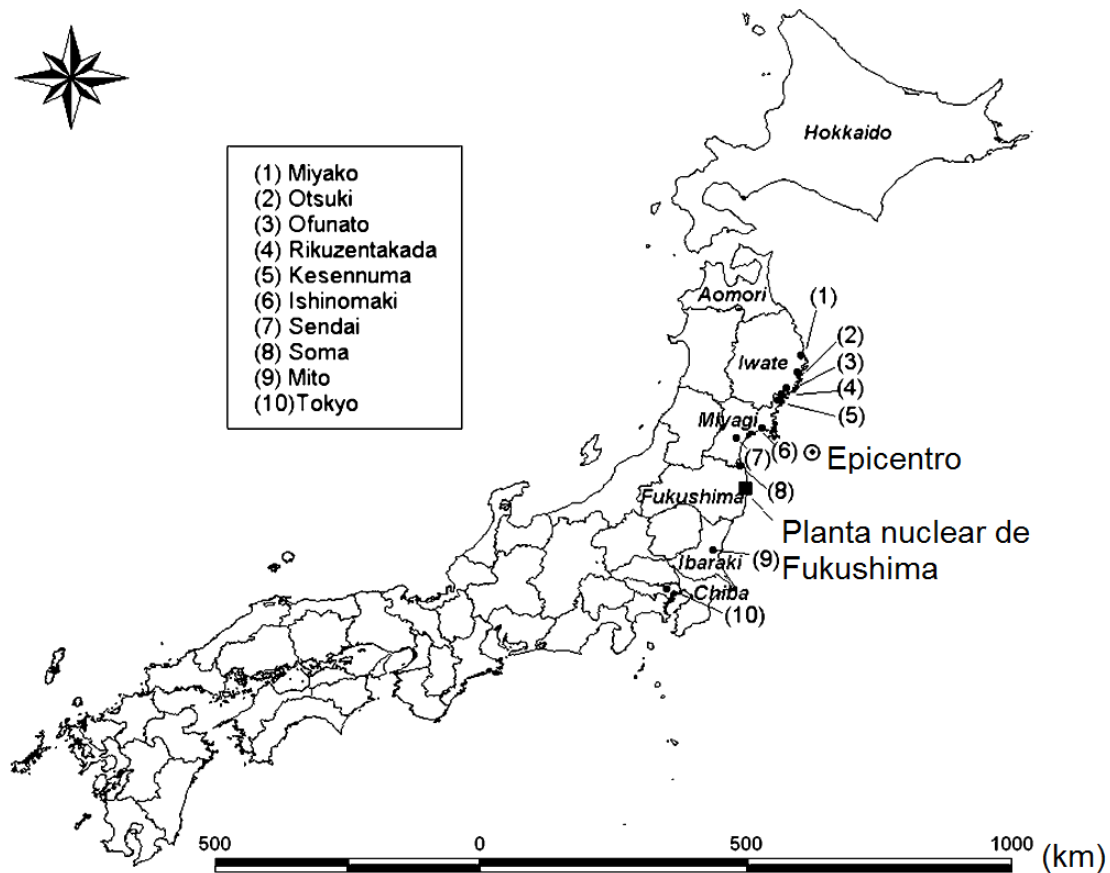 Hokkaido
(1) Miyako
(2) Otsuki
(3) Ofunato
(4) Rikuzentakada
(5) Kesennuma
(6) Ishinomaki
(7) Sendai
(8) Soma
(9) Mito
(10)Tokyo
Aomori
(1)
(2)
Iwate
(3)
(4)
(5)
Miyagi
(6)
Epicentro
(7)
(8)
Fukushima
Planta nuclear de
Fukushima
Ibaraki
(9)
Chiba
(10)
500
0
500
1000
(km)